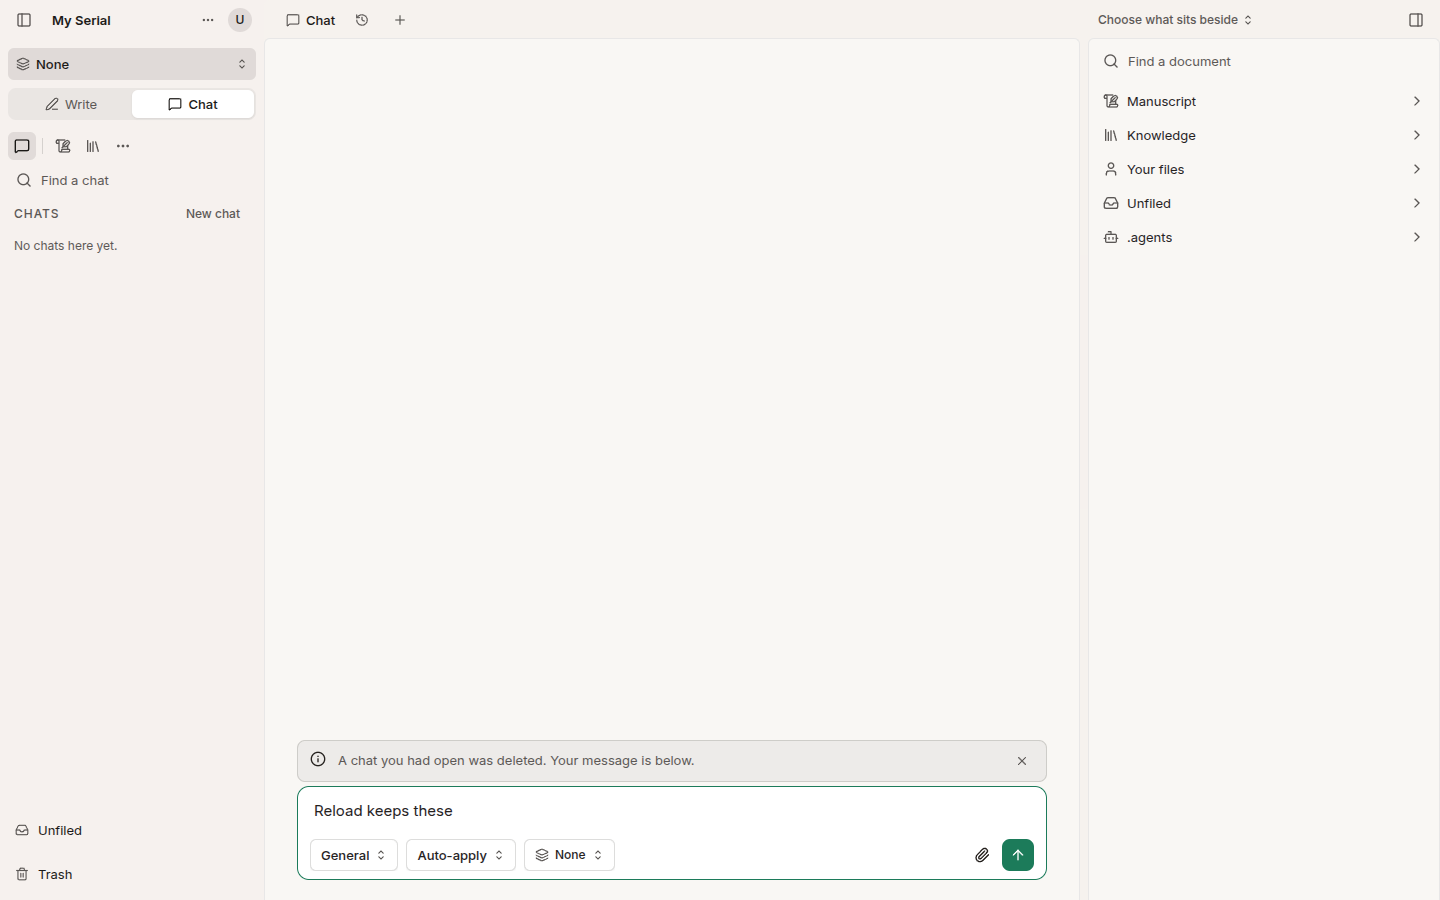 My Serial
U
None
Write
Chat
Find a chat
CHATS
New chat
No chats here yet.
Unfiled
Trash
Chat
A chat you had open was deleted. Your message is below.
Reload keeps these
General
Auto-apply
None
Choose what sits beside
Find a document
Manuscript
Knowledge
Your files
Unfiled
.agents